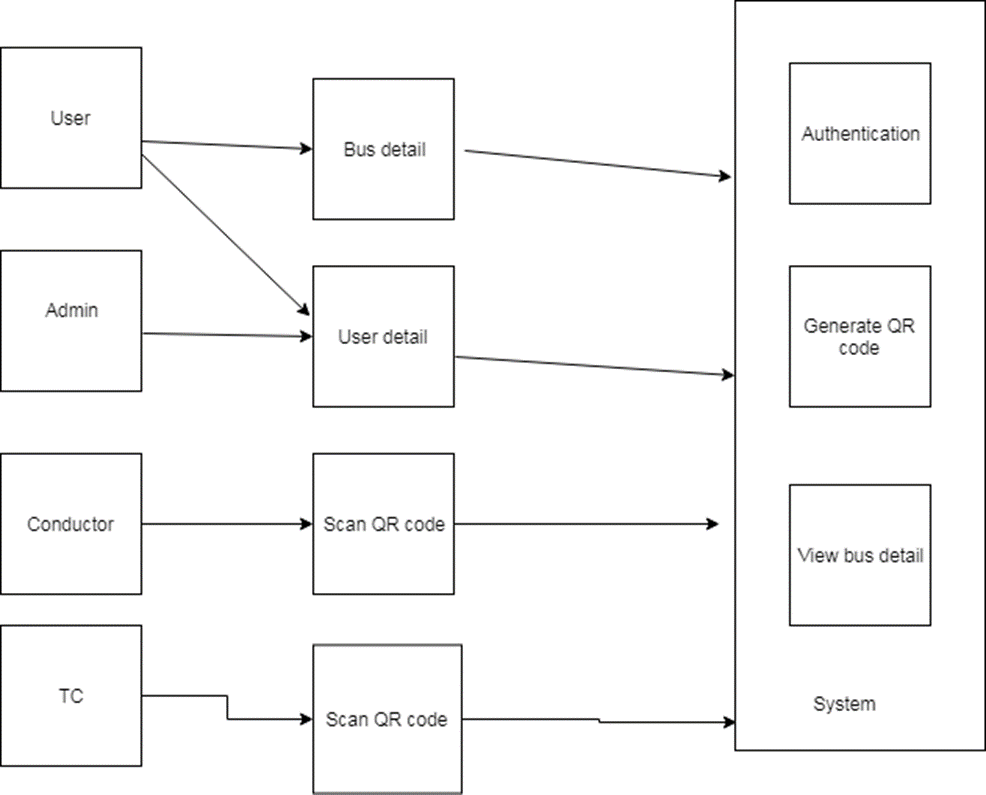 User
Bus detail
Authentication
Admin
User detail
Generate QR
code
Conductor
Scan QR code
View bus detail
TC
Scan QR code
System